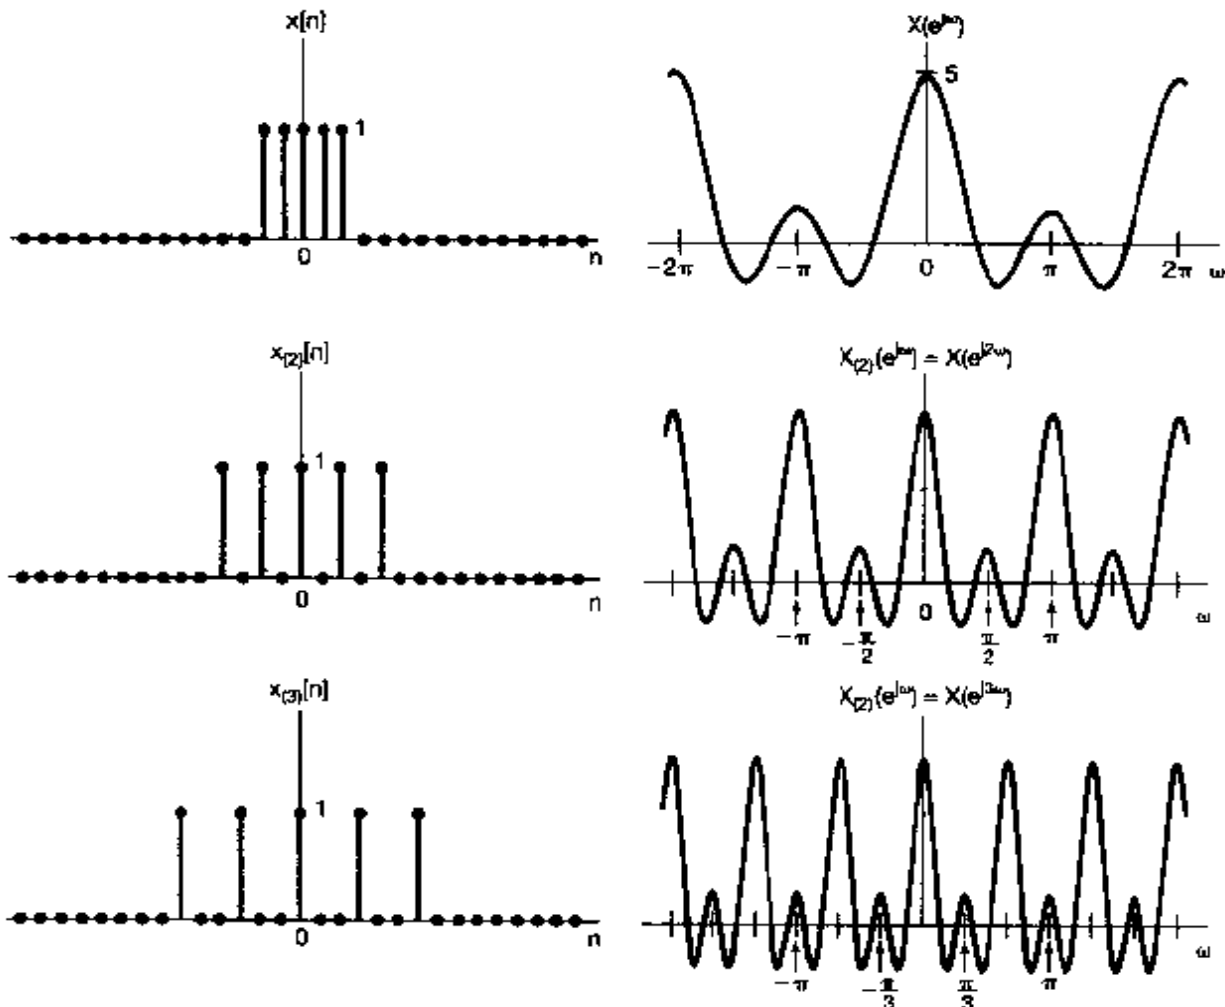 x[n]
1
0
n
X(e^{jω})
5
-2π
-π
0
π
2π
ω
x_{(2)}[n]
1
0
n
X_{(2)}(e^{jω}) = X(e^{j2ω})
0
ω
-π
-π/2
π/2
π
x_{(3)}[n]
1
0
n
X_{(2)}(e^{jω}) = X(e^{j3ω})
0
ω
-π
-π/3
π/3
π